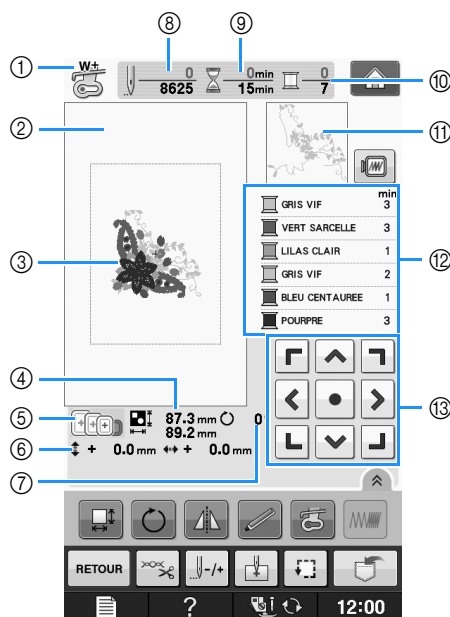 ⑧ ⑨
① W+ 0 0min 0 ⑩
8625 15min 7
② ⑪
min
GRIS VIF 3
VERT SARCELLE 3
③ LILAS CLAIR 1 ⑫
GRIS VIF 2
BLEU CENTAUREE 1
POURPRE 3
④
⑤ 87.3 mm 0
89.2 mm
⑥ + 0.0 mm + 0.0 mm ⑬
⑦
RETOUR -/+
? 12:00